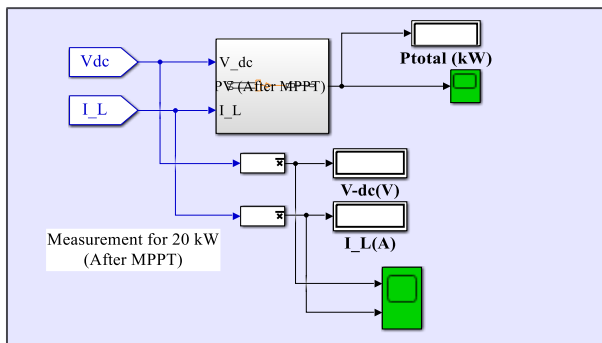 Vdc
V_dc
PV (After MPPT)
Ptotal (kW)
I_L
I_L
x
V-dc(V)
x
I_L(A)
Measurement for 20 kW
(After MPPT)